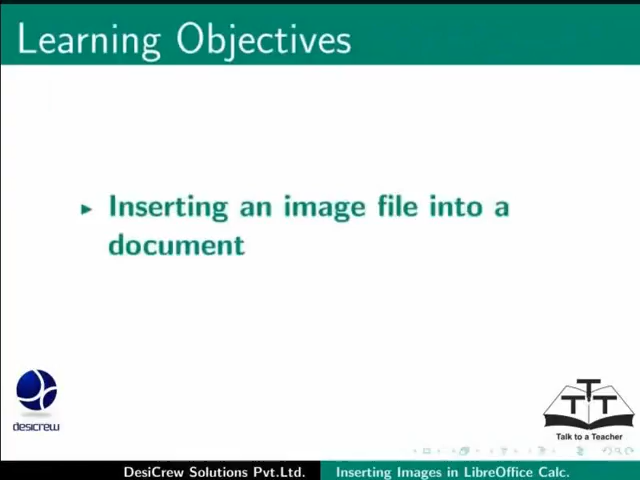 Learning Objectives
Inserting an image file into a
document
desicrew
TTT
Talk to a Teacher
DesiCrew Solutions Pvt.Ltd.
Inserting Images in LibreOffice Calc.